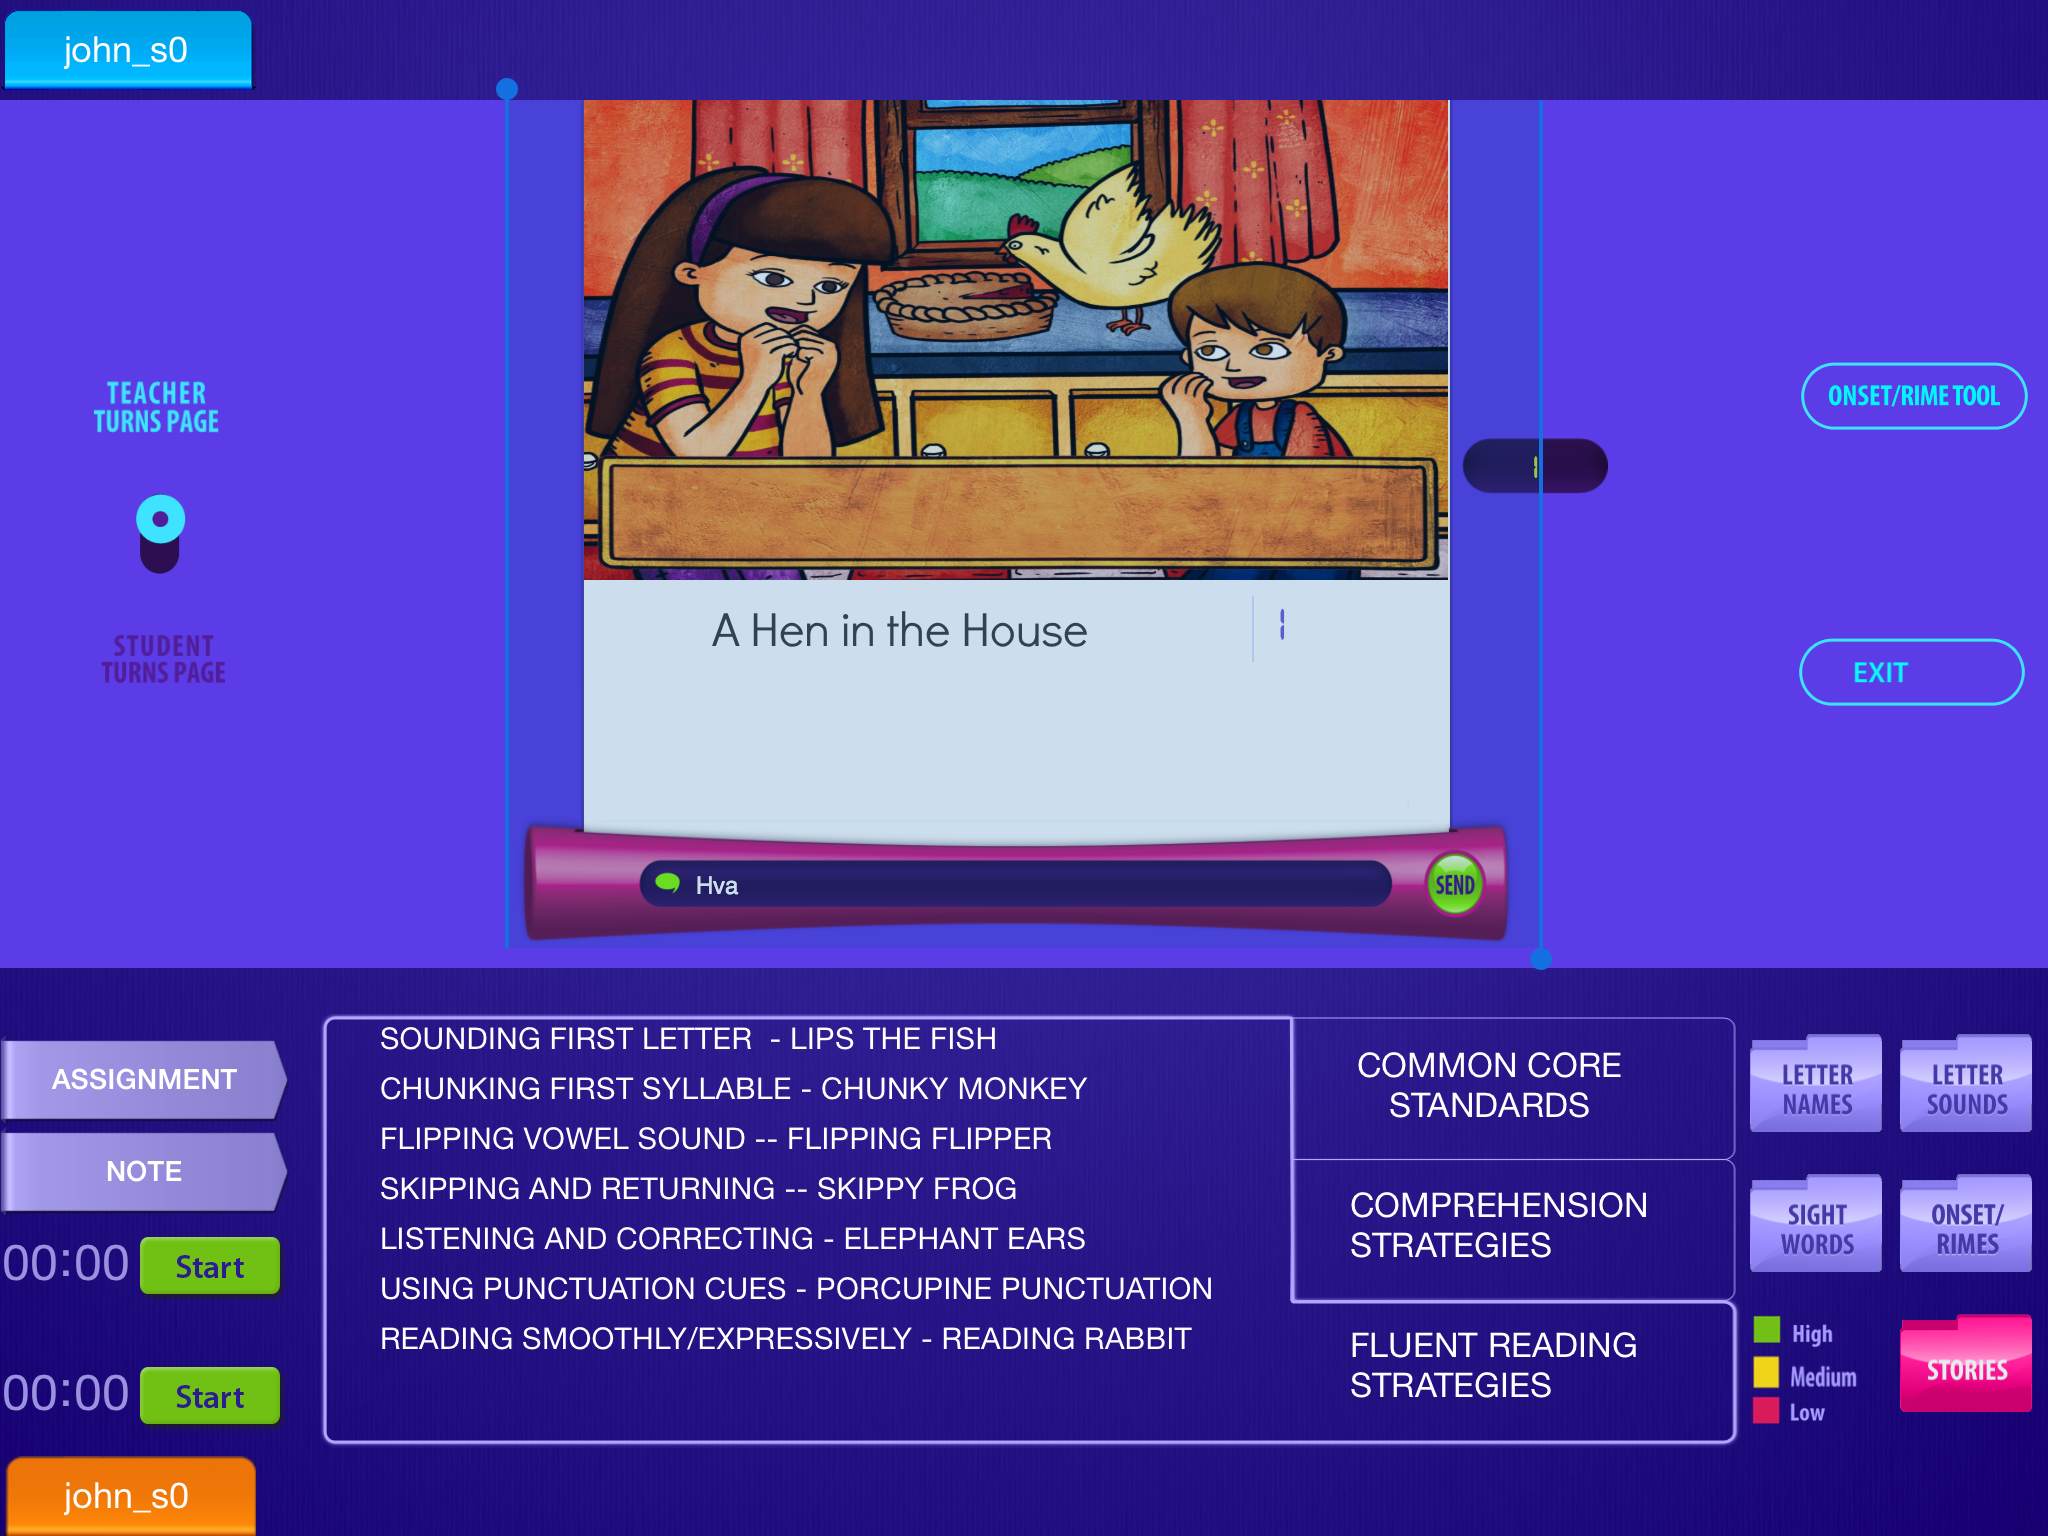 john_s0
TEACHER
TURNS PAGE
STUDENT
TURNS PAGE
ONSET/RIME TOOL
1
EXIT
A Hen in the House
1
Hva
SEND
ASSIGNMENT
NOTE
00:00 Start
00:00 Start
SOUNDING FIRST LETTER - LIPS THE FISH
CHUNKING FIRST SYLLABLE - CHUNKY MONKEY
FLIPPING VOWEL SOUND -- FLIPPING FLIPPER
SKIPPING AND RETURNING -- SKIPPY FROG
LISTENING AND CORRECTING - ELEPHANT EARS
USING PUNCTUATION CUES - PORCUPINE PUNCTUATION
READING SMOOTHLY/EXPRESSIVELY - READING RABBIT
COMMON CORE
STANDARDS
COMPREHENSION
STRATEGIES
FLUENT READING
STRATEGIES
LETTER
NAMES
LETTER
SOUNDS
SIGHT
WORDS
ONSET/
RIMES
High
Medium
Low
STORIES
john_s0